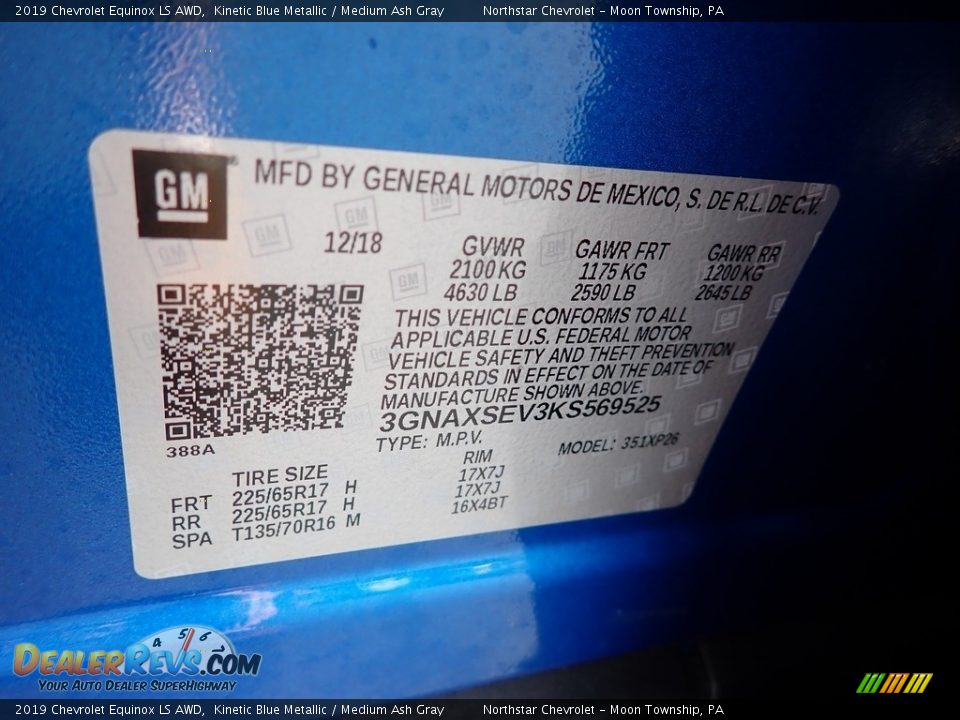 2019 Chevrolet Equinox LS AWD, Kinetic Blue Metallic / Medium Ash Gray Northstar Chevrolet - Moon Township, PA
GM MFD BY GENERAL MOTORS DE MEXICO, S. DE R.L. DE C.V.
12/18 GVWR GAWR FRT GAWR RR
2100 KG 1175 KG 1200 KG
4630 LB 2590 LB 2645 LB
THIS VEHICLE CONFORMS TO ALL
APPLICABLE U.S. FEDERAL MOTOR
VEHICLE SAFETY AND THEFT PREVENTION
STANDARDS IN EFFECT ON THE DATE OF
MANUFACTURE SHOWN ABOVE.
3GNAXSEV3KS569525
388A
TYPE: M.P.V. MODEL: 351XP26
TIRE SIZE RIM
FRT 225/65R17 H 17X7J
RR 225/65R17 H 17X7J
SPA T135/70R16 M 16X4BT
4 5 6
DEALERREVS.COM
YOUR AUTO DEALER SUPERHIGHWAY
2019 Chevrolet Equinox LS AWD, Kinetic Blue Metallic / Medium Ash Gray Northstar Chevrolet - Moon Township, PA